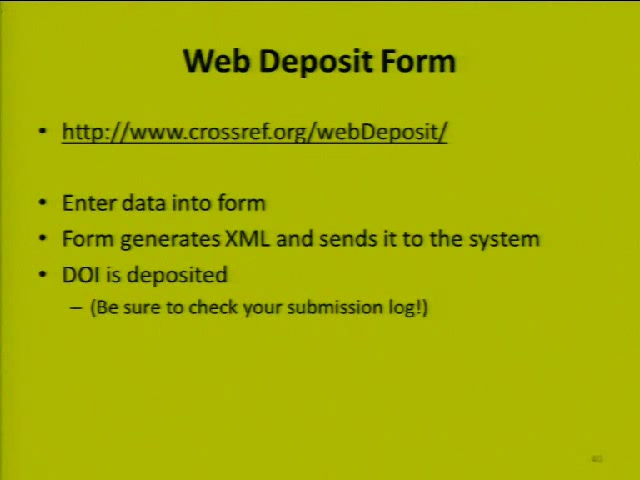 Web Deposit Form
• http://www.crossref.org/webDeposit/
• Enter data into form
• Form generates XML and sends it to the system
• DOI is deposited
– (Be sure to check your submission log!)
40